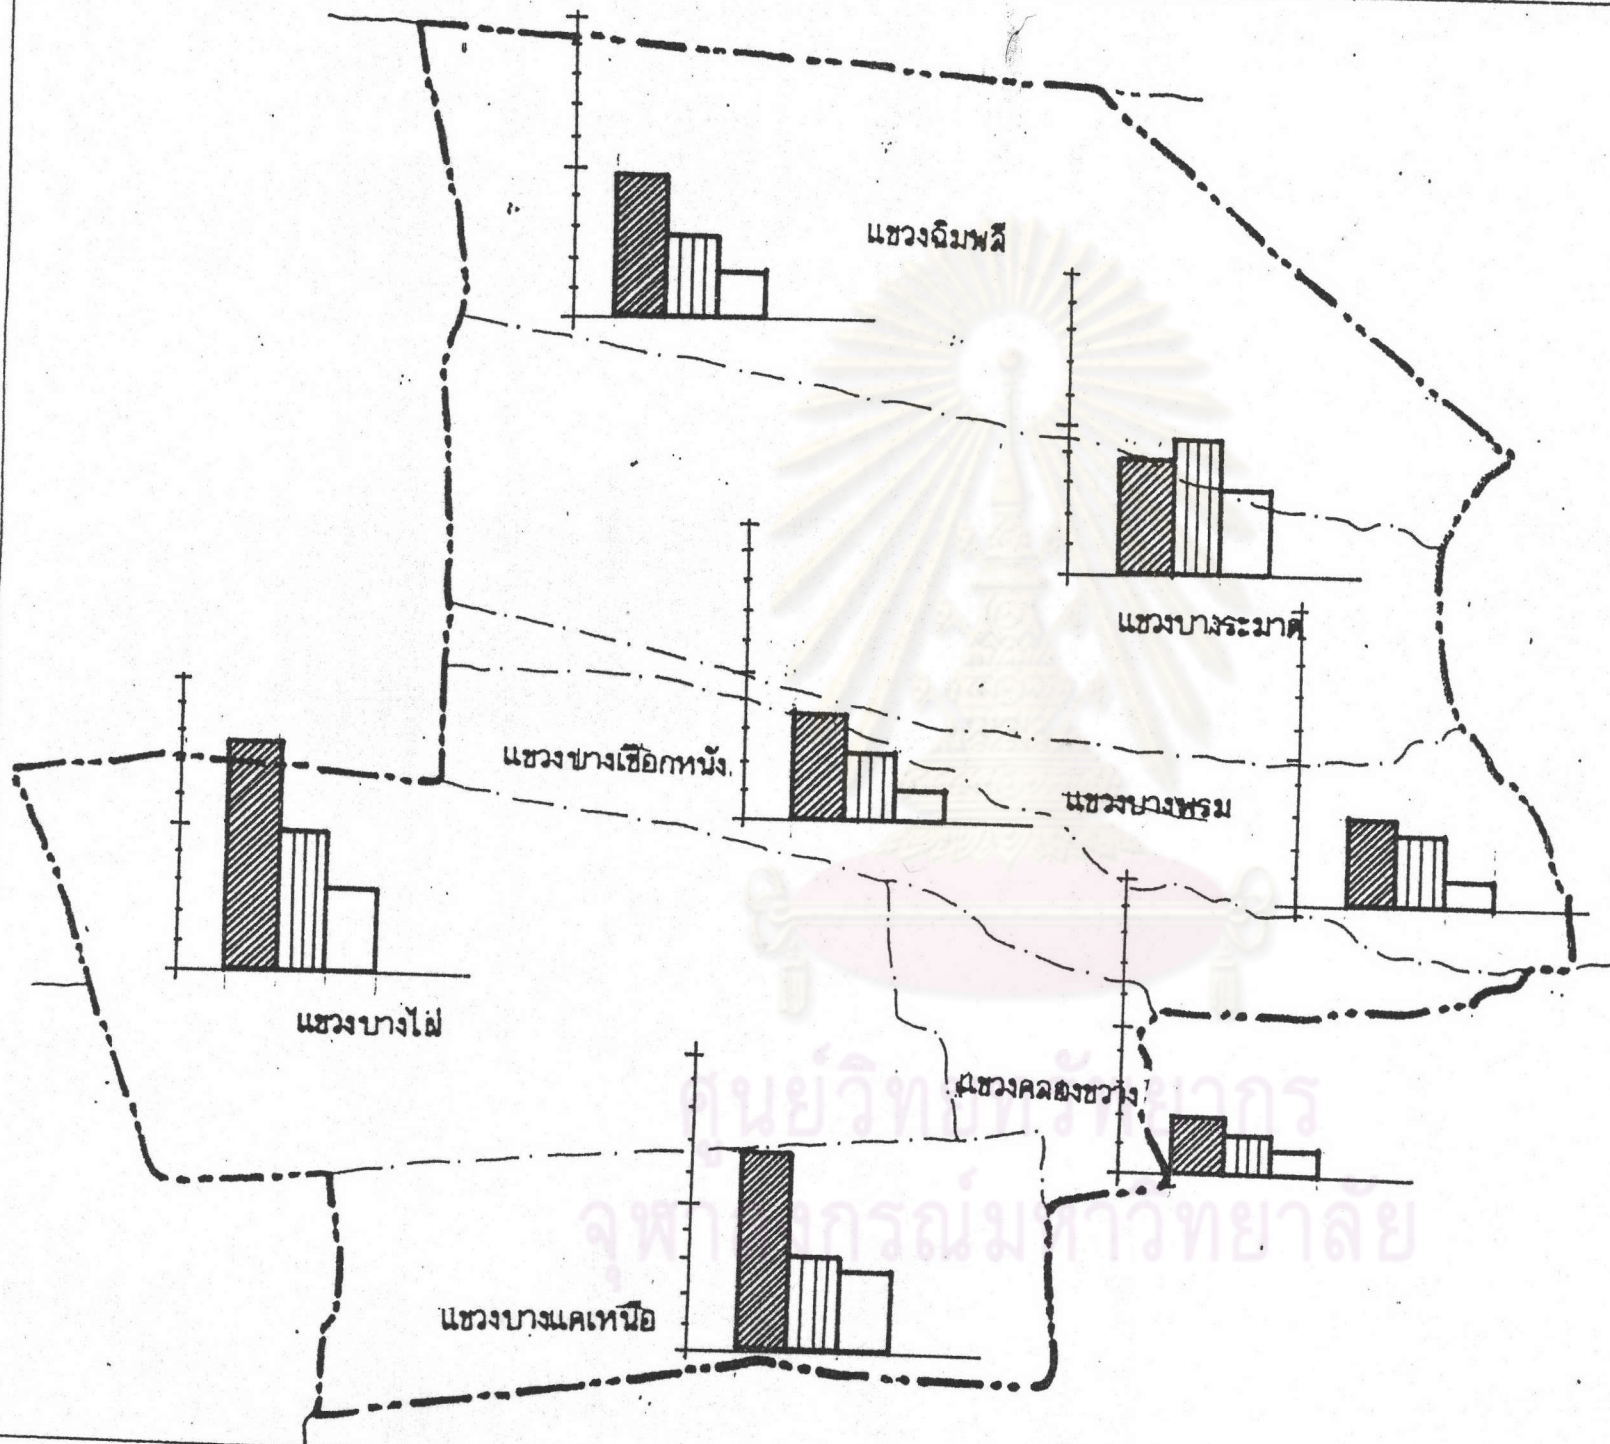 แขวงฉิมพลี
แขวงบางระมาด
แขวงบางเชือกหนัง
แขวงบางพรม
แขวงบางไผ่
แขวงคลองขวาง
แขวงบางแคเหนือ
ศูนย์วิทยทรัพยากร
จุฬาลงกรณ์มหาวิทยาลัย